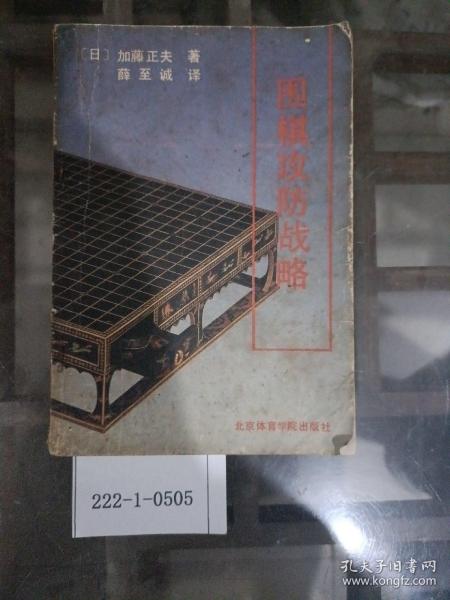 〔日〕加藤正夫 著
薛至诚 译
围棋攻防战略
北京体育学院出版社
222-1-0505
孔夫子旧书网
www.kongfz.com